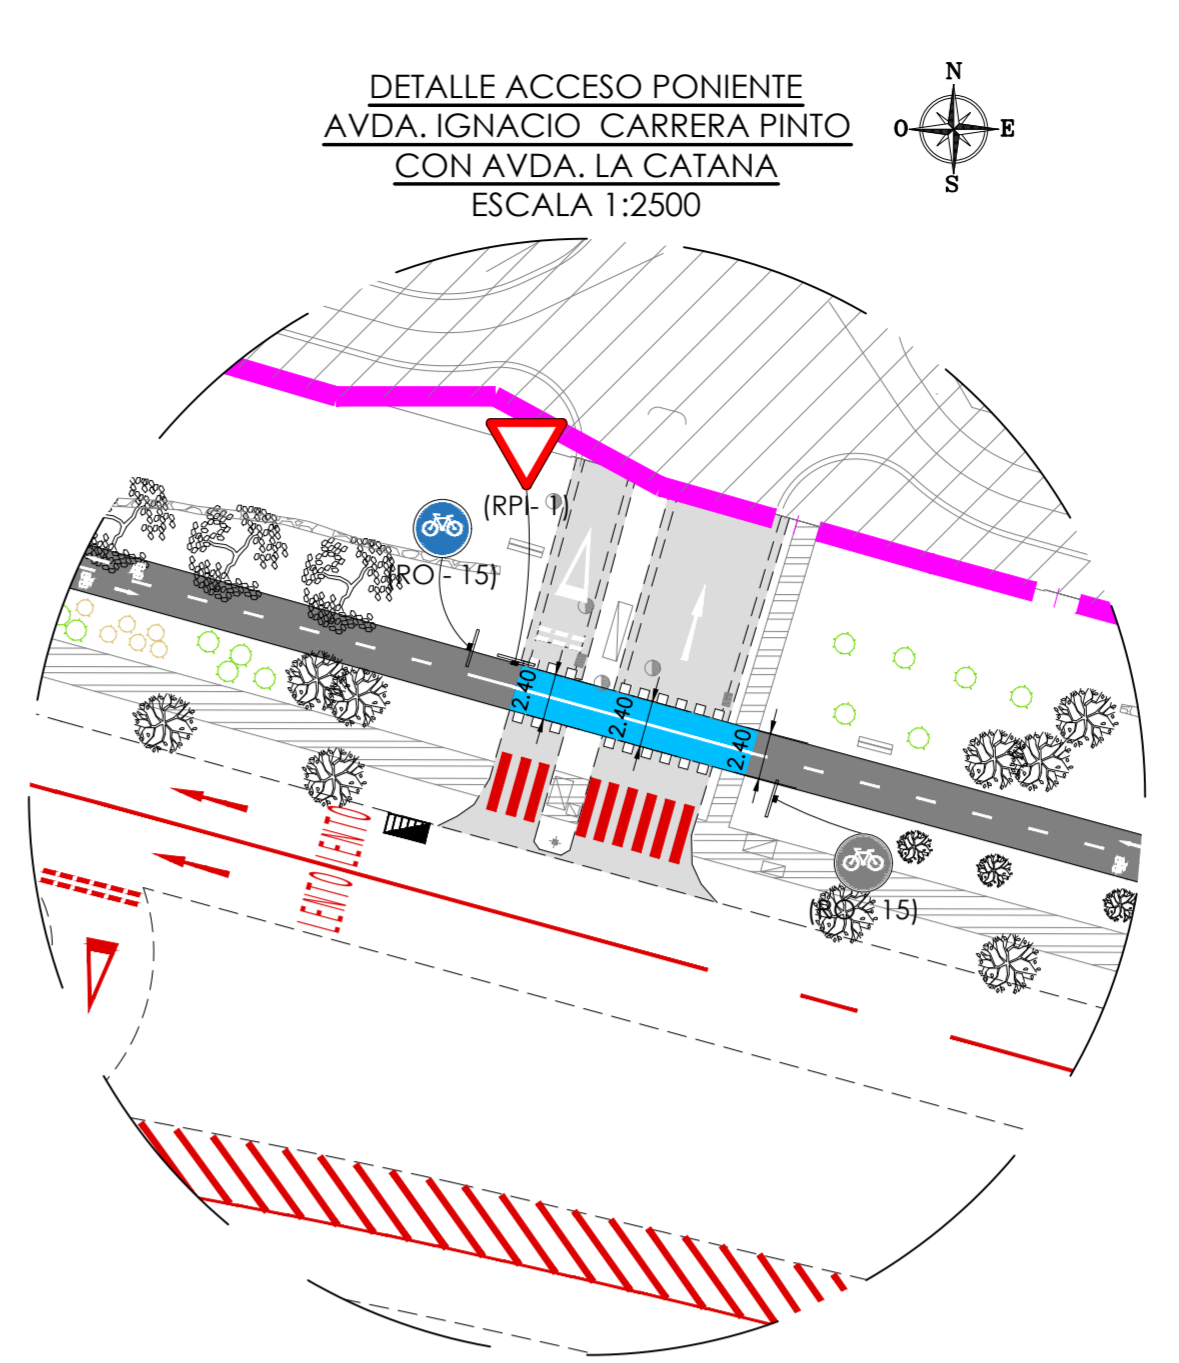 DETALLE ACCESO PONIENTE
AVDA. IGNACIO CARRERA PINTO
CON AVDA. LA CATANA
ESCALA 1:2500
N
O
E
S
(RPI- 1)
(RO - 15)
2.40
2.40
2.40
LENTO
LENTO
(RO - 15)